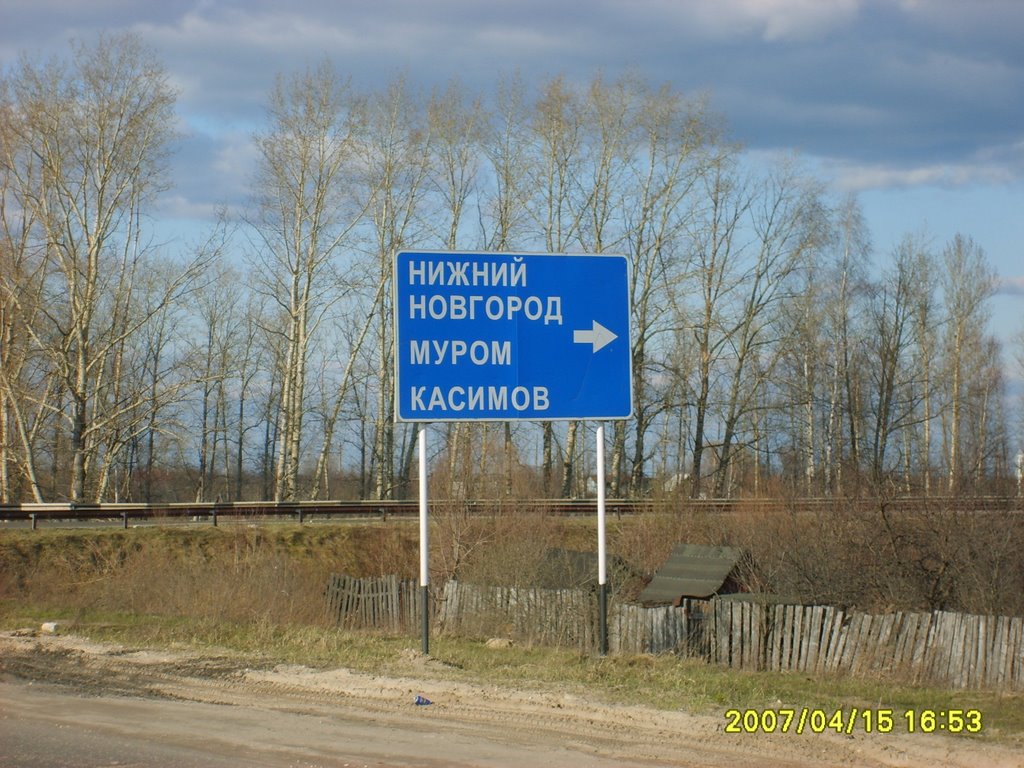 НИЖНИЙ
НОВГОРОД
МУРОМ
КАСИМОВ
2007/04/15 16:53